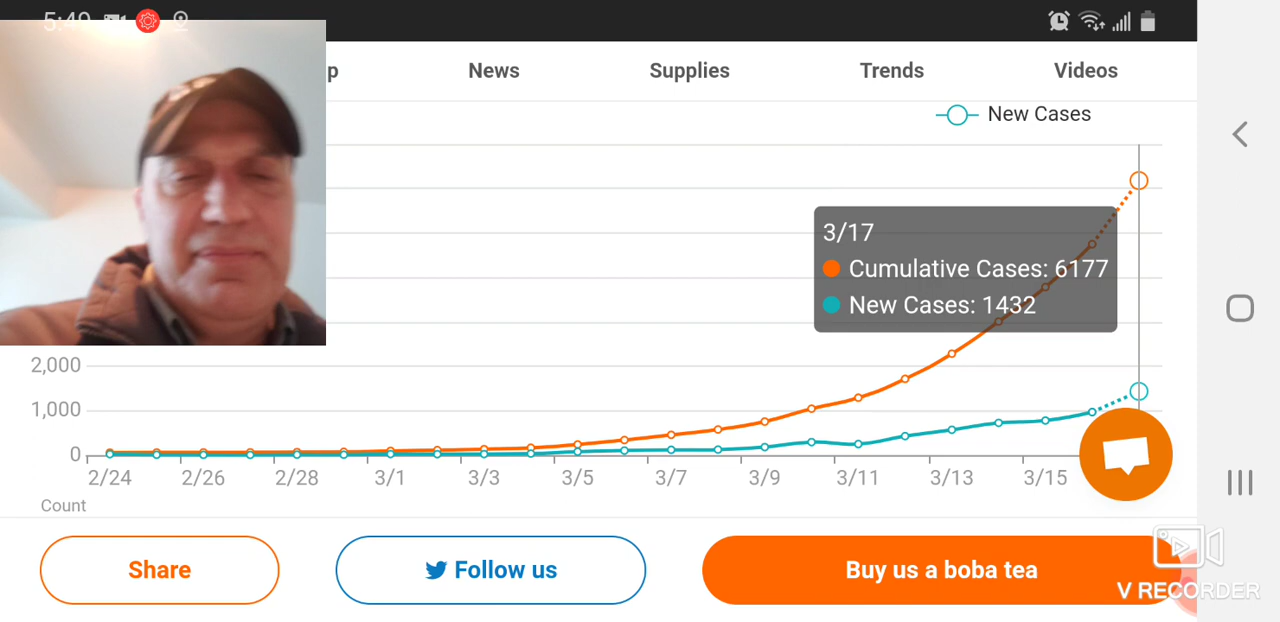 5:49
p News Supplies Trends Videos
New Cases
3/17
Cumulative Cases: 6177
New Cases: 1432
2,000
1,000
0
2/24 2/26 2/28 3/1 3/3 3/5 3/7 3/9 3/11 3/13 3/15
Count
Share Follow us Buy us a boba tea
V RECORDER